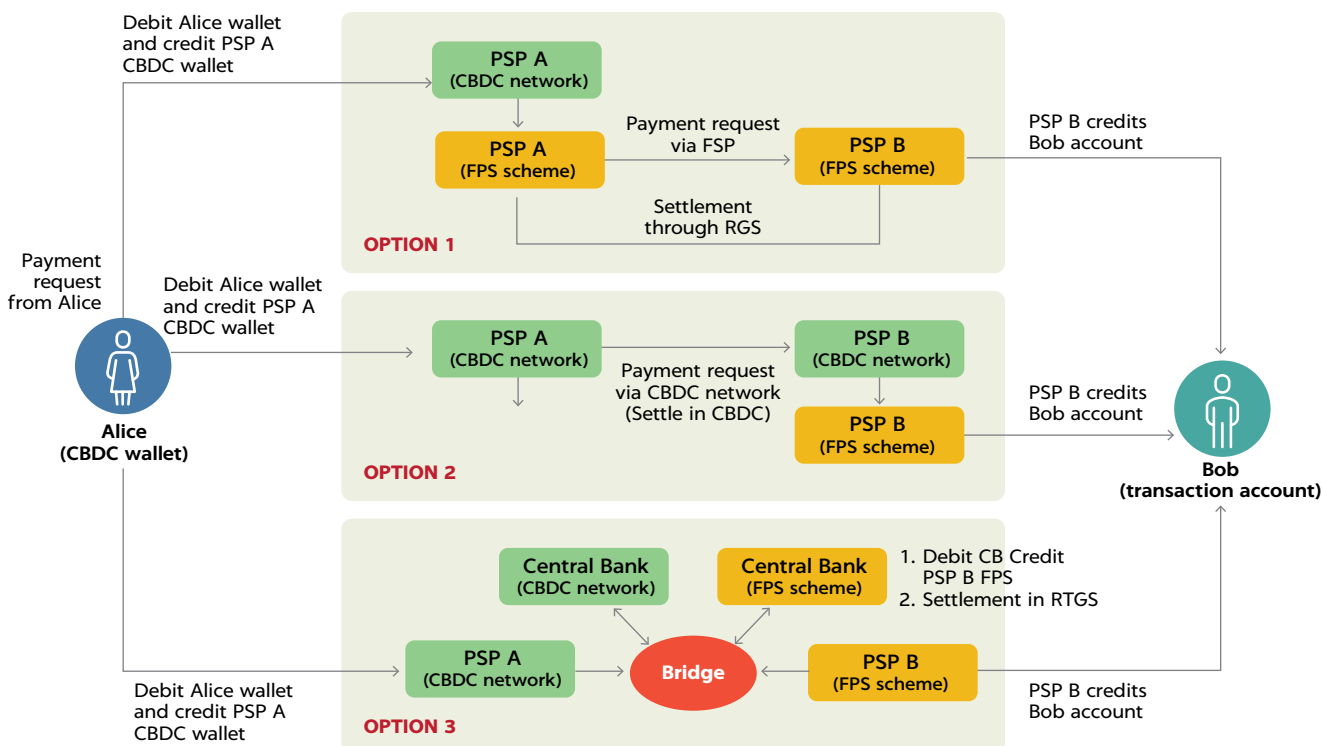 Debit Alice wallet
and credit PSP A
CBDC wallet
PSP A
(CBDC network)
PSP A
(FPS scheme)
Payment request
via FSP
PSP B
(FPS scheme)
Settlement
through RGS
OPTION 1
PSP B credits
Bob account
Payment
request
from Alice
Alice
(CBDC wallet)
Debit Alice wallet
and credit PSP A
CBDC wallet
PSP A
(CBDC network)
Payment request
via CBDC network
(Settle in CBDC)
PSP B
(CBDC network)
PSP B
(FPS scheme)
OPTION 2
PSP B credits
Bob account
Bob
(transaction account)
Central Bank
(CBDC network)
Central Bank
(FPS scheme)
1. Debit CB Credit
PSP B FPS
2. Settlement in RTGS
PSP A
(CBDC network)
Bridge
PSP B
(FPS scheme)
OPTION 3
Debit Alice wallet
and credit PSP A
CBDC wallet
PSP B credits
Bob account